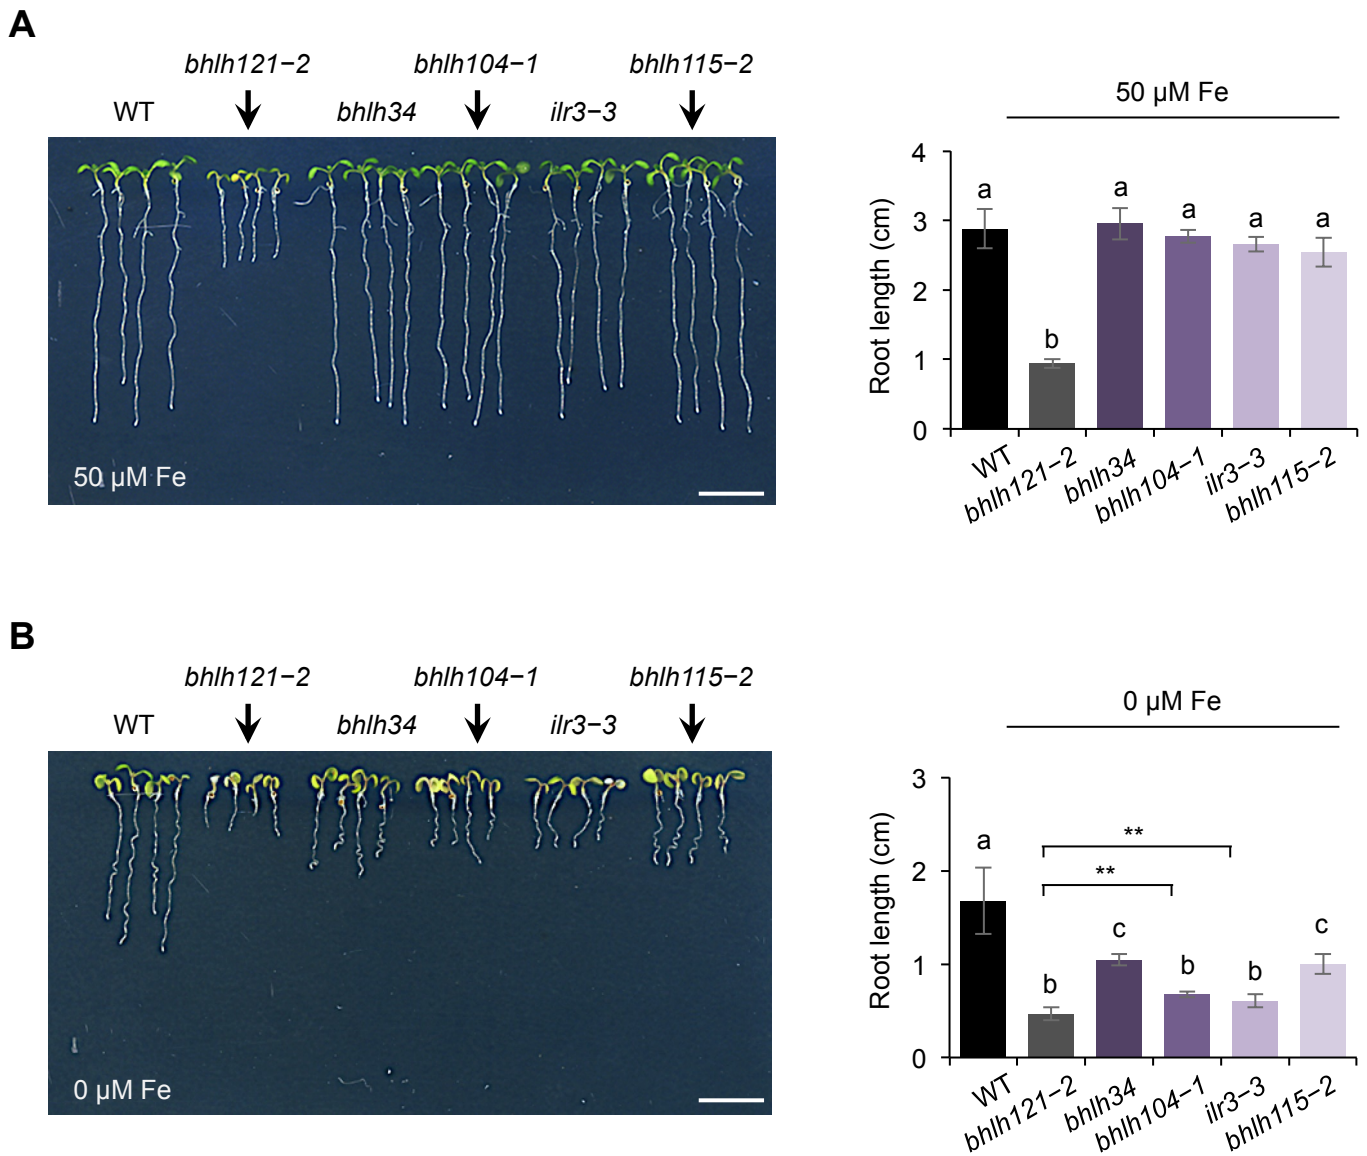 A
bhlh121−2 bhlh104−1 bhlh115−2
WT bhlh34 ilr3−3
50 µM Fe
50 µM Fe
Root length (cm)
4
3
2
1
0
a
b
a
a
a
a
WT
bhlh121−2
bhlh34
bhlh104−1
ilr3−3
bhlh115−2
B
bhlh121−2 bhlh104−1 bhlh115−2
WT bhlh34 ilr3−3
0 µM Fe
0 µM Fe
Root length (cm)
3
2
1
0
**
**
a
b
c
b
b
c
WT
bhlh121−2
bhlh34
bhlh104−1
ilr3−3
bhlh115−2